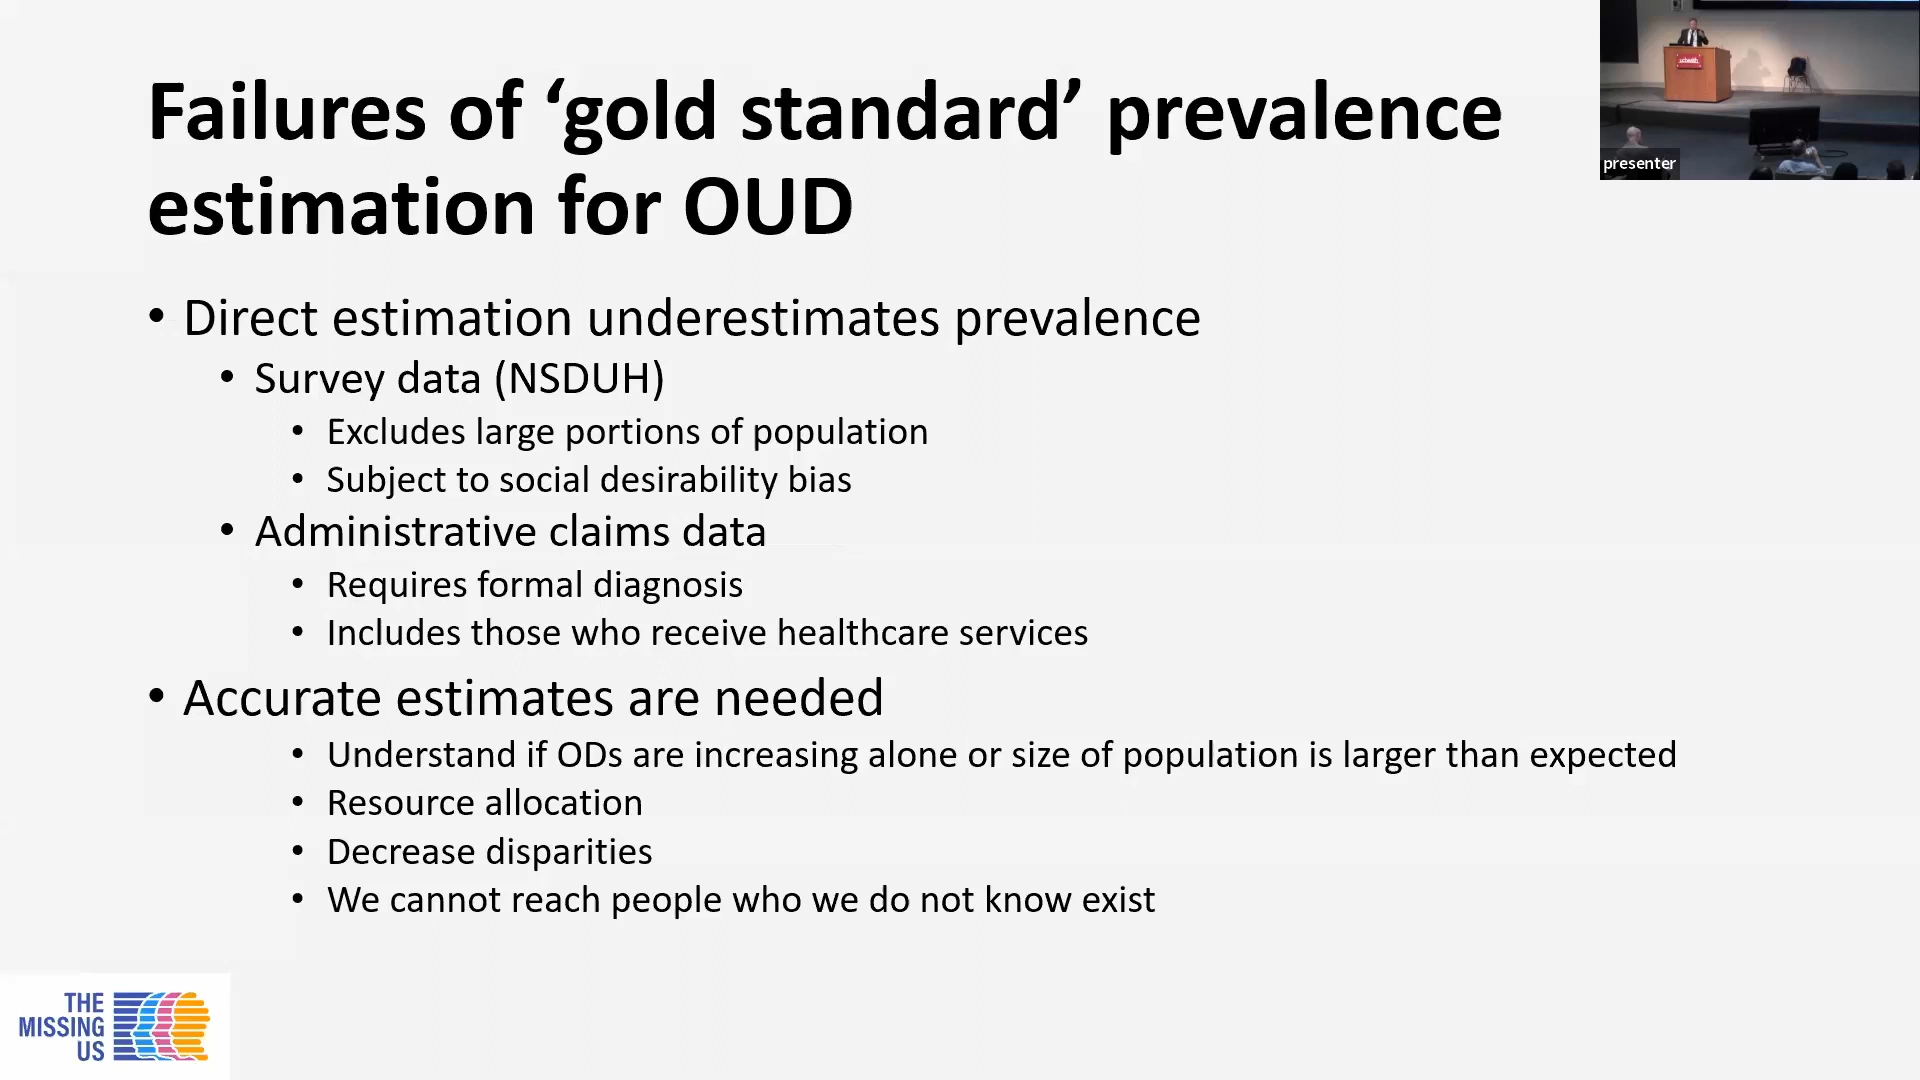 Failures of ‘gold standard’ prevalence
estimation for OUD
• Direct estimation underestimates prevalence
• Survey data (NSDUH)
• Excludes large portions of population
• Subject to social desirability bias
• Administrative claims data
• Requires formal diagnosis
• Includes those who receive healthcare services
• Accurate estimates are needed
• Understand if ODs are increasing alone or size of population is larger than expected
• Resource allocation
• Decrease disparities
• We cannot reach people who we do not know exist
THE
MISSING
US
uchealth
presenter